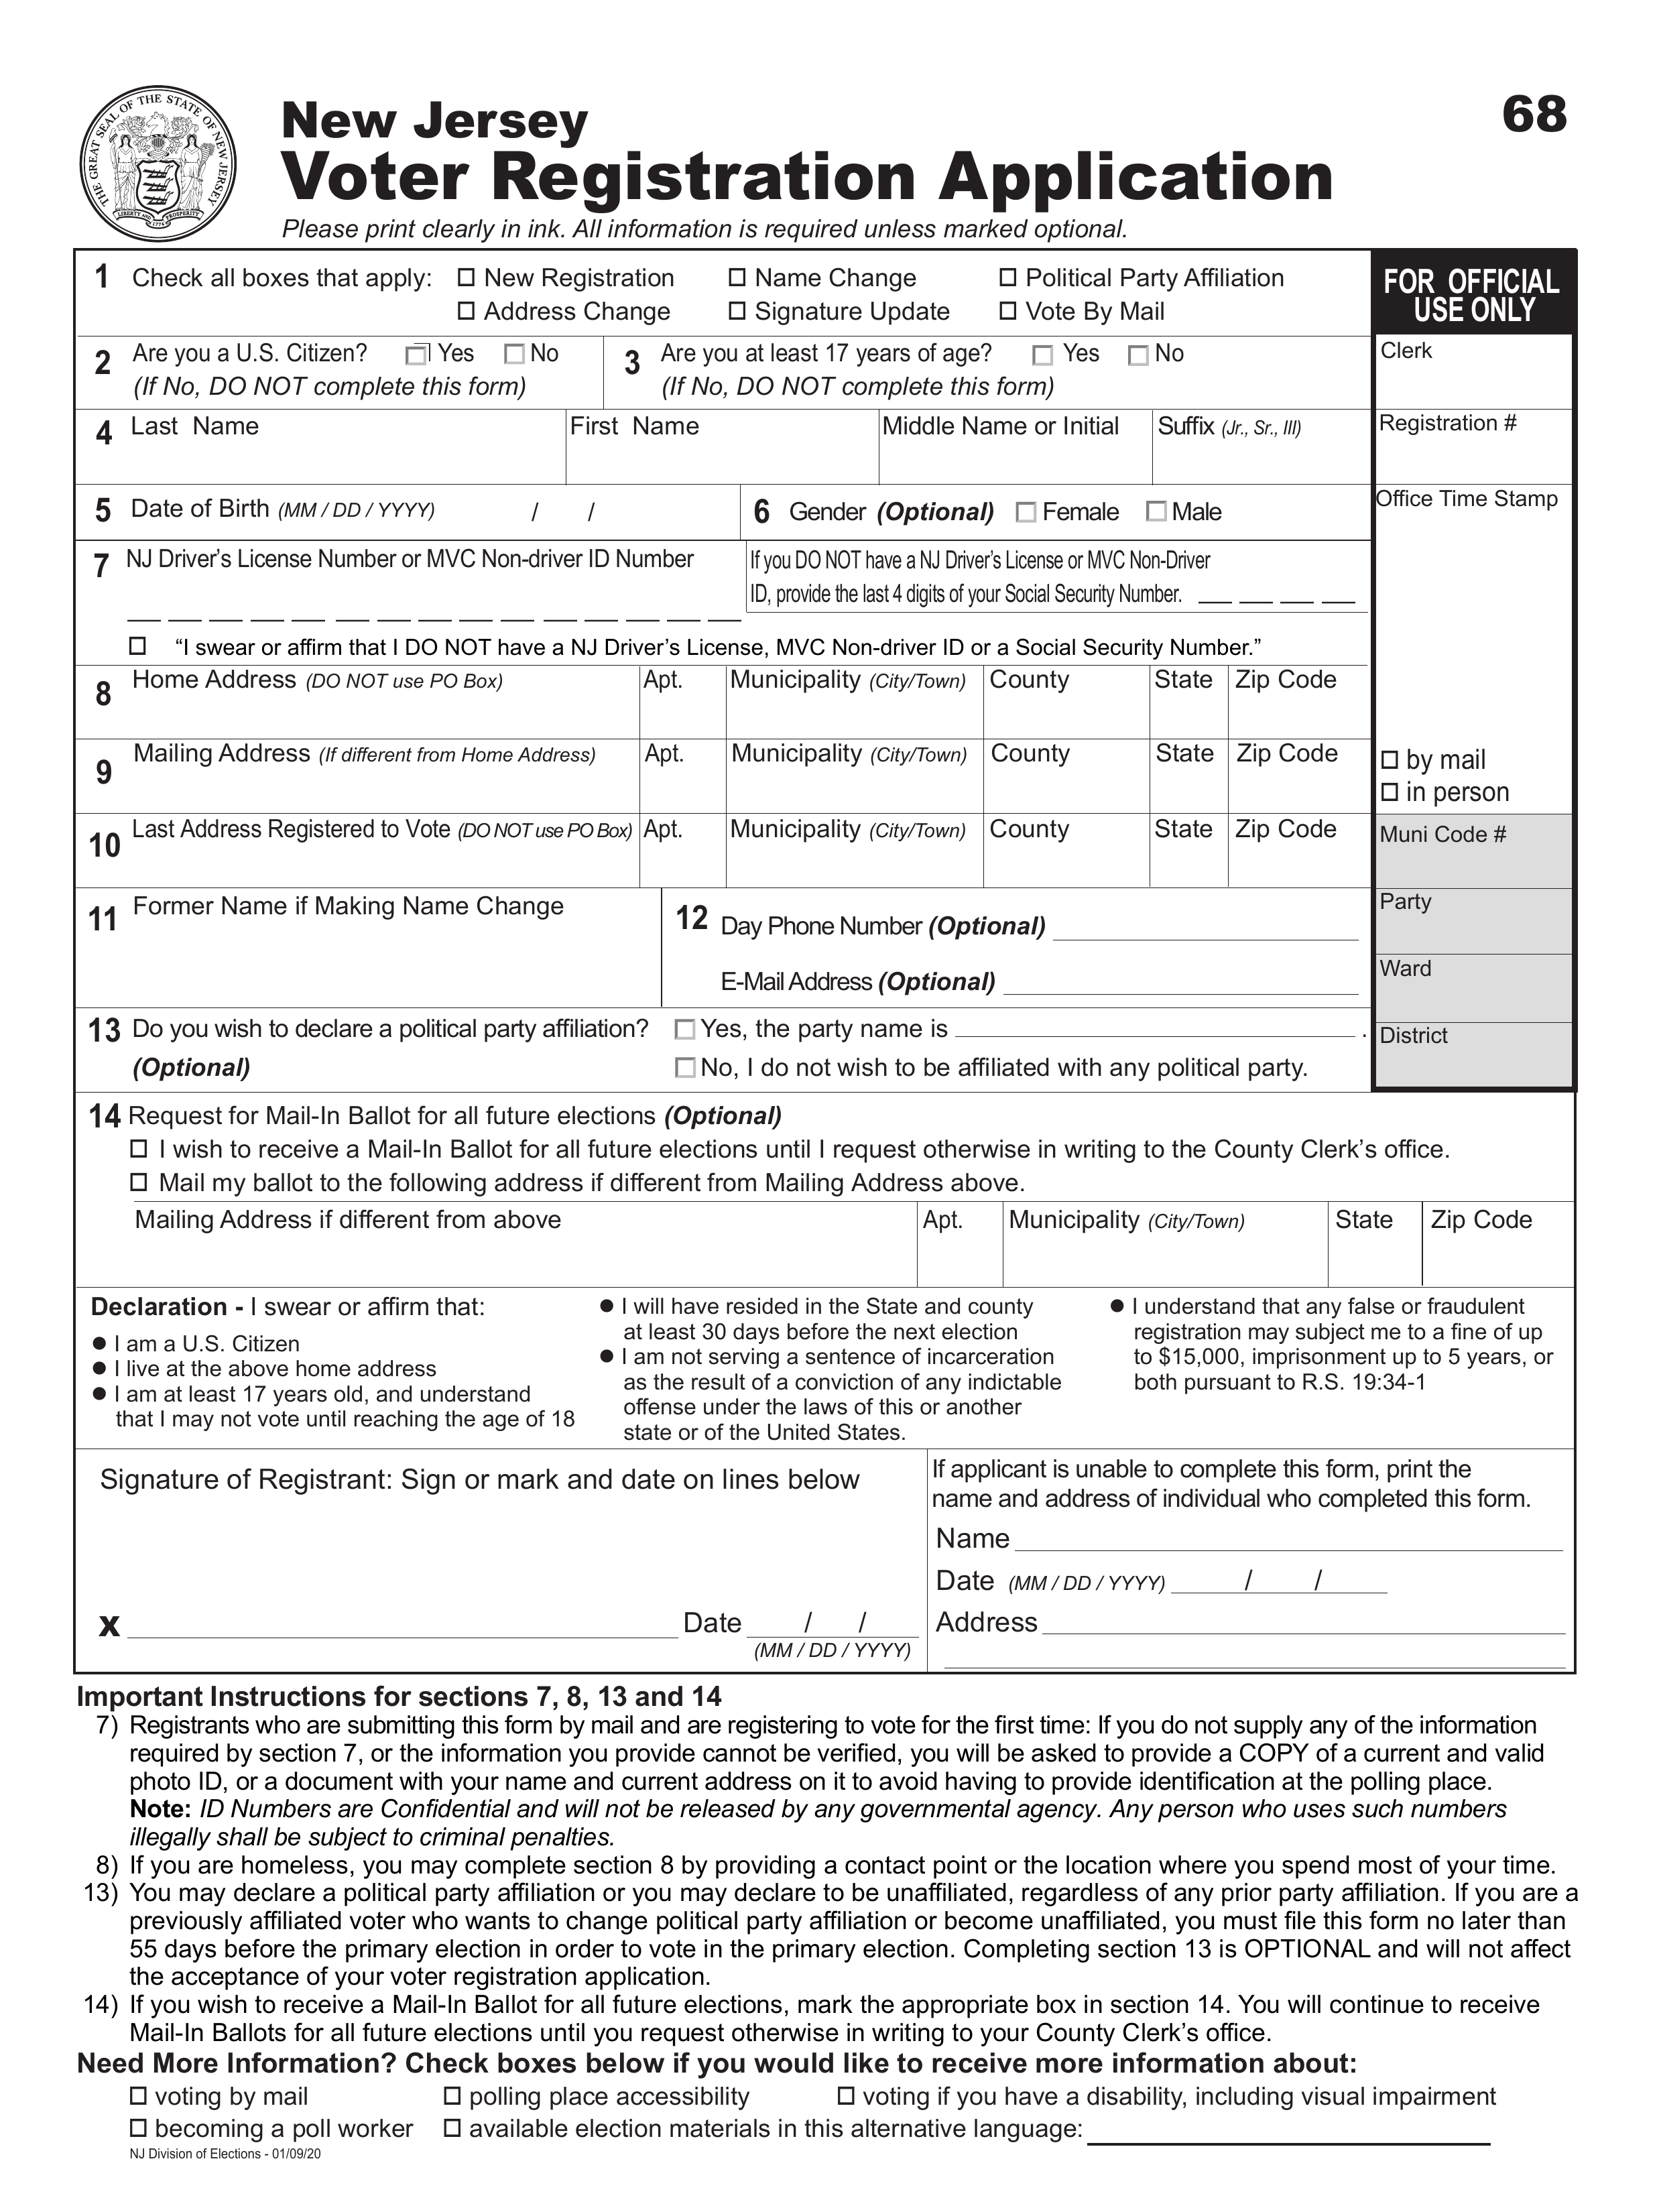 THE GREAT SEAL OF THE STATE OF NEW JERSEY
LIBERTY AND PROSPERITY
1776
New Jersey
Voter Registration Application
Please print clearly in ink. All information is required unless marked optional.
68
1 Check all boxes that apply: ☐ New Registration ☐ Name Change ☐ Political Party Affiliation
☐ Address Change ☐ Signature Update ☐ Vote By Mail
FOR OFFICIAL
USE ONLY
2 Are you a U.S. Citizen? ☐ Yes ☐ No
(If No, DO NOT complete this form)
3 Are you at least 17 years of age? ☐ Yes ☐ No
(If No, DO NOT complete this form)
Clerk
4 Last Name First Name Middle Name or Initial Suffix (Jr., Sr., III)
Registration #
5 Date of Birth (MM / DD / YYYY) / /
6 Gender (Optional) ☐ Female ☐ Male
Office Time Stamp
7 NJ Driver's License Number or MVC Non-driver ID Number
If you DO NOT have a NJ Driver's License or MVC Non-Driver
ID, provide the last 4 digits of your Social Security Number. __ __ __ __
☐ “I swear or affirm that I DO NOT have a NJ Driver's License, MVC Non-driver ID or a Social Security Number.”
8 Home Address (DO NOT use PO Box) Apt. Municipality (City/Town) County State Zip Code
9 Mailing Address (If different from Home Address) Apt. Municipality (City/Town) County State Zip Code
☐ by mail
☐ in person
10 Last Address Registered to Vote (DO NOT use PO Box) Apt. Municipality (City/Town) County State Zip Code
Muni Code #
11 Former Name if Making Name Change
12 Day Phone Number (Optional)
E-Mail Address (Optional)
Party
Ward
13 Do you wish to declare a political party affiliation? ☐ Yes, the party name is .
(Optional) ☐ No, I do not wish to be affiliated with any political party.
District
14 Request for Mail-In Ballot for all future elections (Optional)
☐ I wish to receive a Mail-In Ballot for all future elections until I request otherwise in writing to the County Clerk's office.
☐ Mail my ballot to the following address if different from Mailing Address above.
Mailing Address if different from above Apt. Municipality (City/Town) State Zip Code
Declaration - I swear or affirm that:
● I am a U.S. Citizen
● I live at the above home address
● I am at least 17 years old, and understand
that I may not vote until reaching the age of 18
● I will have resided in the State and county
at least 30 days before the next election
● I am not serving a sentence of incarceration
as the result of a conviction of any indictable
offense under the laws of this or another
state or of the United States.
● I understand that any false or fraudulent
registration may subject me to a fine of up
to $15,000, imprisonment up to 5 years, or
both pursuant to R.S. 19:34-1
Signature of Registrant: Sign or mark and date on lines below
X Date / /
(MM / DD / YYYY)
If applicant is unable to complete this form, print the
name and address of individual who completed this form.
Name
Date (MM / DD / YYYY) / /
Address
Important Instructions for sections 7, 8, 13 and 14
7) Registrants who are submitting this form by mail and are registering to vote for the first time: If you do not supply any of the information
required by section 7, or the information you provide cannot be verified, you will be asked to provide a COPY of a current and valid
photo ID, or a document with your name and current address on it to avoid having to provide identification at the polling place.
Note: ID Numbers are Confidential and will not be released by any governmental agency. Any person who uses such numbers
illegally shall be subject to criminal penalties.
8) If you are homeless, you may complete section 8 by providing a contact point or the location where you spend most of your time.
13) You may declare a political party affiliation or you may declare to be unaffiliated, regardless of any prior party affiliation. If you are a
previously affiliated voter who wants to change political party affiliation or become unaffiliated, you must file this form no later than
55 days before the primary election in order to vote in the primary election. Completing section 13 is OPTIONAL and will not affect
the acceptance of your voter registration application.
14) If you wish to receive a Mail-In Ballot for all future elections, mark the appropriate box in section 14. You will continue to receive
Mail-In Ballots for all future elections until you request otherwise in writing to your County Clerk's office.
Need More Information? Check boxes below if you would like to receive more information about:
☐ voting by mail ☐ polling place accessibility ☐ voting if you have a disability, including visual impairment
☐ becoming a poll worker ☐ available election materials in this alternative language:
NJ Division of Elections - 01/09/20